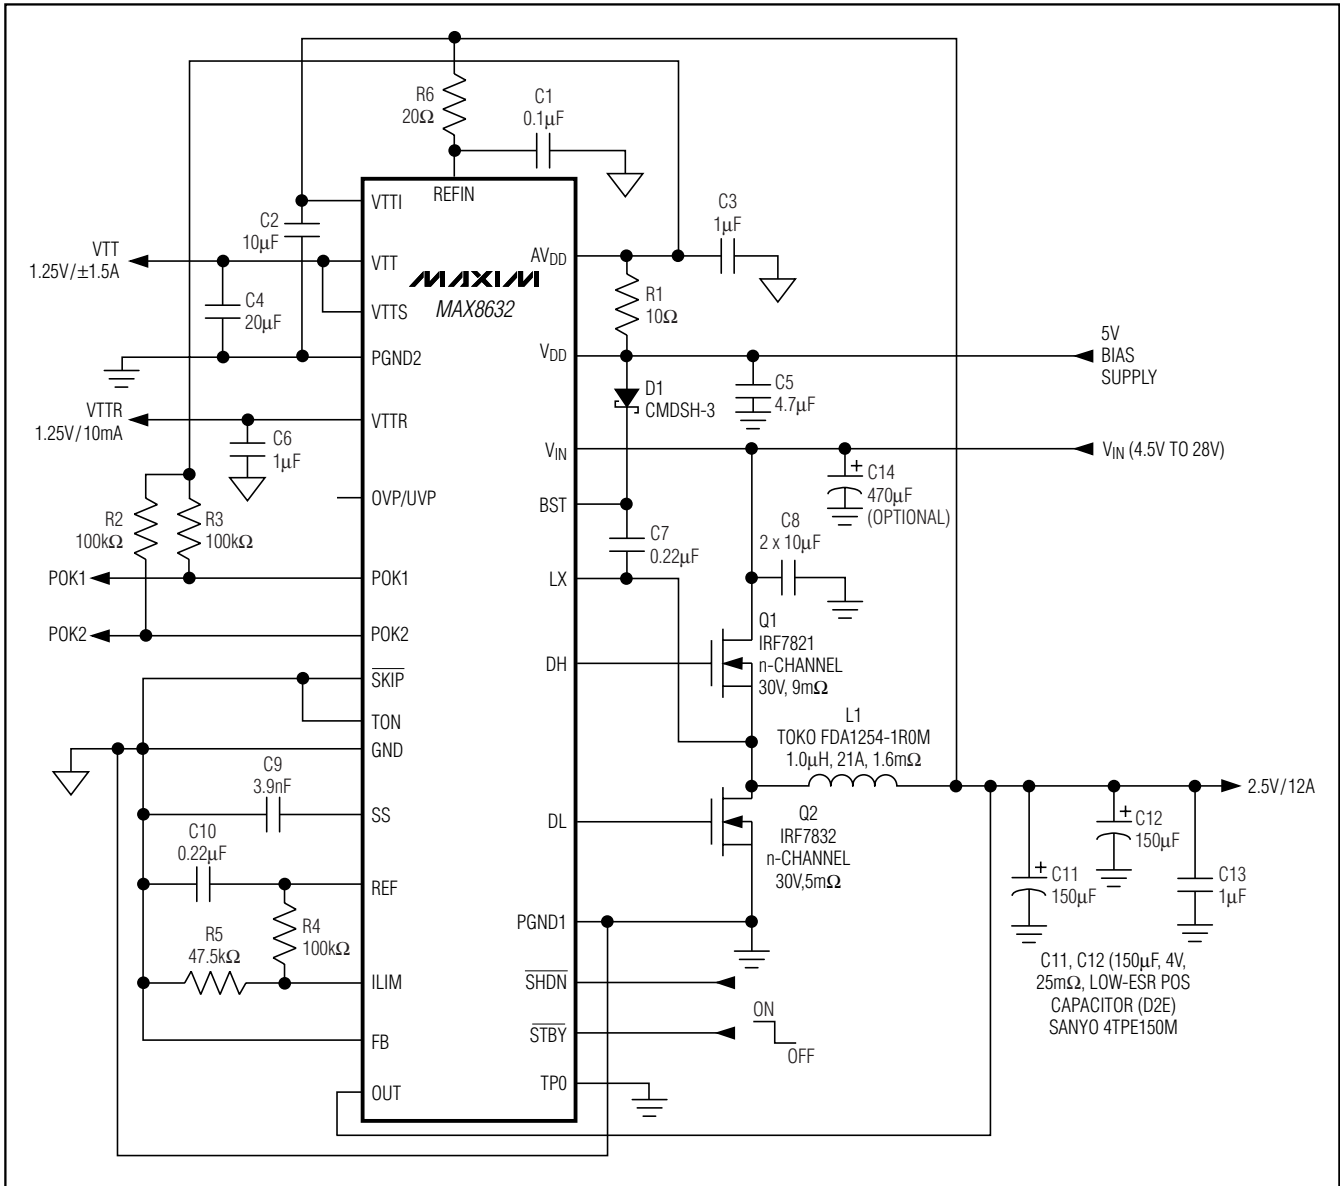 R6
20Ω
C1
0.1µF
REFIN
VTTI
C2
10µF
C3
1µF
VTT
1.25V/±1.5A
VTT
AVDD
MAXIM
MAX8632
R1
10Ω
C4
20µF
VTTS
PGND2
VDD
5V
BIAS
SUPPLY
D1
CMDSH-3
C5
4.7µF
VTTR
1.25V/10mA
VTTR
C6
1µF
VIN
VIN (4.5V TO 28V)
+
C14
470µF
(OPTIONAL)
OVP/UVP
BST
R2
100kΩ
R3
100kΩ
C7
0.22µF
C8
2 x 10µF
POK1
POK1
LX
POK2
POK2
Q1
IRF7821
n-CHANNEL
30V, 9mΩ
DH
SKIP
TON
GND
L1
TOKO FDA1254-1R0M
1.0µH, 21A, 1.6mΩ
C9
3.9nF
2.5V/12A
SS
DL
Q2
IRF7832
n-CHANNEL
30V,5mΩ
+
C12
150µF
C10
0.22µF
+
C11
150µF
C13
1µF
REF
R4
100kΩ
R5
47.5kΩ
PGND1
ILIM
SHDN
C11, C12 (150µF, 4V,
25mΩ, LOW-ESR POS
CAPACITOR (D2E)
SANYO 4TPE150M
FB
STBY
ON
OFF
OUT
TP0